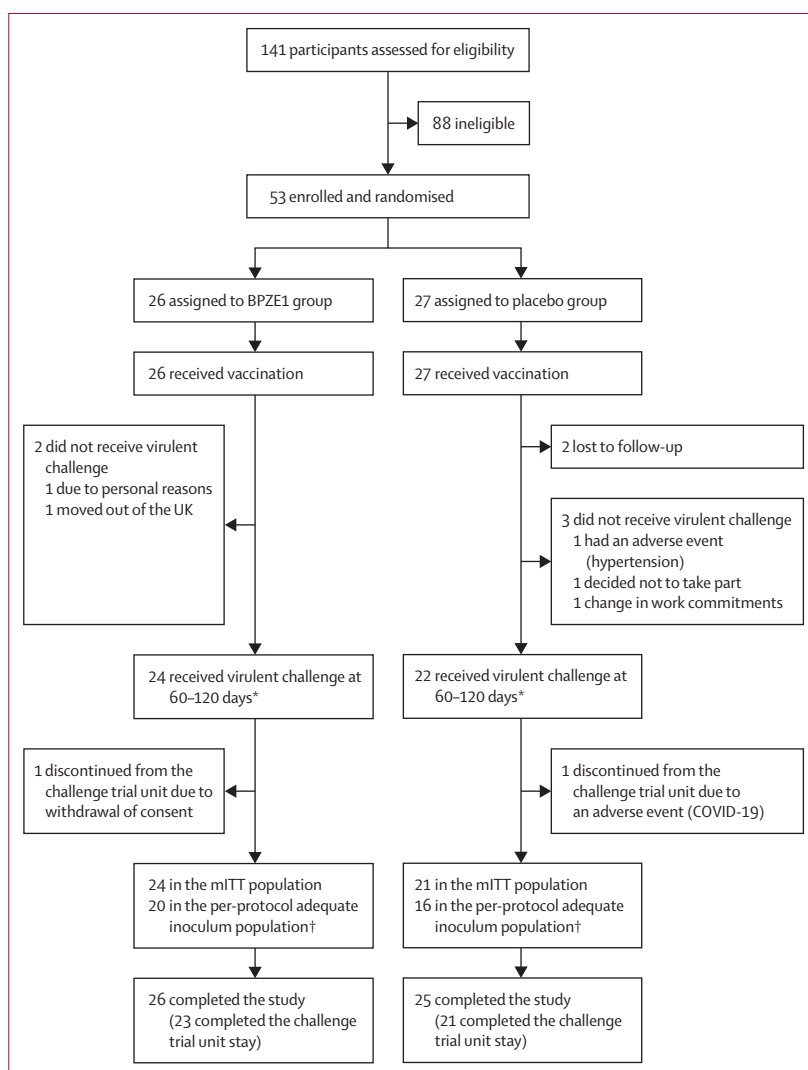 141 participants assessed for eligibility
88 ineligible
53 enrolled and randomised
26 assigned to BPZE1 group
27 assigned to placebo group
26 received vaccination
27 received vaccination
2 did not receive virulent
challenge
1 due to personal reasons
1 moved out of the UK
2 lost to follow-up
3 did not receive virulent challenge
1 had an adverse event
(hypertension)
1 decided not to take part
1 change in work commitments
24 received virulent challenge at
60–120 days*
22 received virulent challenge at
60–120 days*
1 discontinued from the
challenge trial unit due to
withdrawal of consent
1 discontinued from the
challenge trial unit due to
an adverse event (COVID-19)
24 in the mITT population
20 in the per-protocol adequate
inoculum population†
21 in the mITT population
16 in the per-protocol adequate
inoculum population†
26 completed the study
(23 completed the challenge
trial unit stay)
25 completed the study
(21 completed the challenge
trial unit stay)